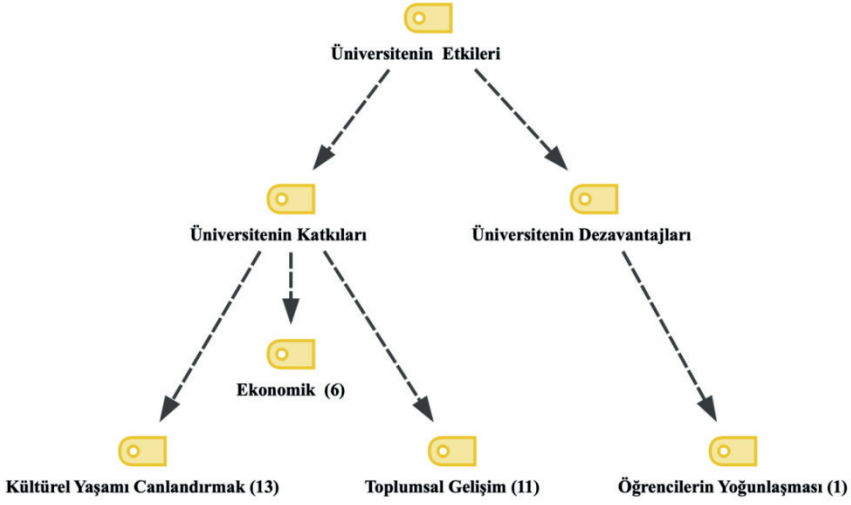 Üniversitenin Etkileri
Üniversitenin Katkıları
Üniversitenin Dezavantajları
Ekonomik (6)
Kültürel Yaşamı Canlandırmak (13)
Toplumsal Gelişim (11)
Öğrencilerin Yoğunlaşması (1)